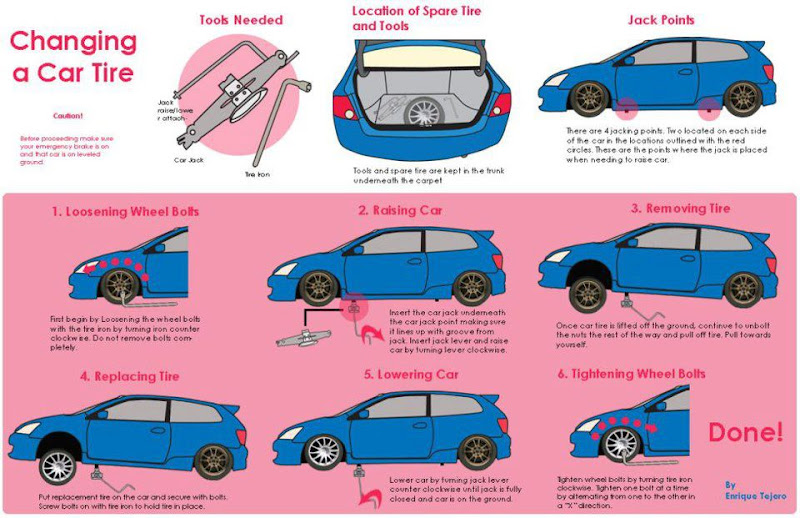 Changing
a Car Tire
Caution!
Before proceeding make sure
your emergency brake is on
and that car is on leveled
ground.
Tools Needed
Jack
raise/lowe
r attach-
Car Jack
Tire Iron
Location of Spare Tire
and Tools
Tools and spare tire are kept in the trunk
underneath the carpet
Jack Points
There are 4 jacking points. Two located on each side
of the car in the locations outlined with the red
circles. These are the points where the jack is placed
when needing to raise car.
1. Loosening Wheel Bolts
First begin by Loosening the wheel bolts
with the tire iron by turning iron counter
clockwise. Do not remove bolts com-
pletely.
2. Raising Car
Insert the car jack underneath
the car jack point making sure
it lines up with groove from
jack. Insert jack lever and raise
car by turning lever clockwise.
3. Removing Tire
Once car tire is lifted off the ground, continue to unbolt
the nuts the rest of the way and pull off tire. Pull towards
yourself.
4. Replacing Tire
Put replacement tire on the car and secure with bolts.
Screw bolts on with tire iron to hold tire in place.
5. Lowering Car
Lower car by turning jack lever
counter clockwise until jack is fully
closed and car is on the ground.
6. Tightening Wheel Bolts
Tighten wheel bolts by turning tire iron
clockwise. Tighten one bolt at a time
by alternating from one to the other in
a "X" direction.
Done!
By
Enrique Tejero